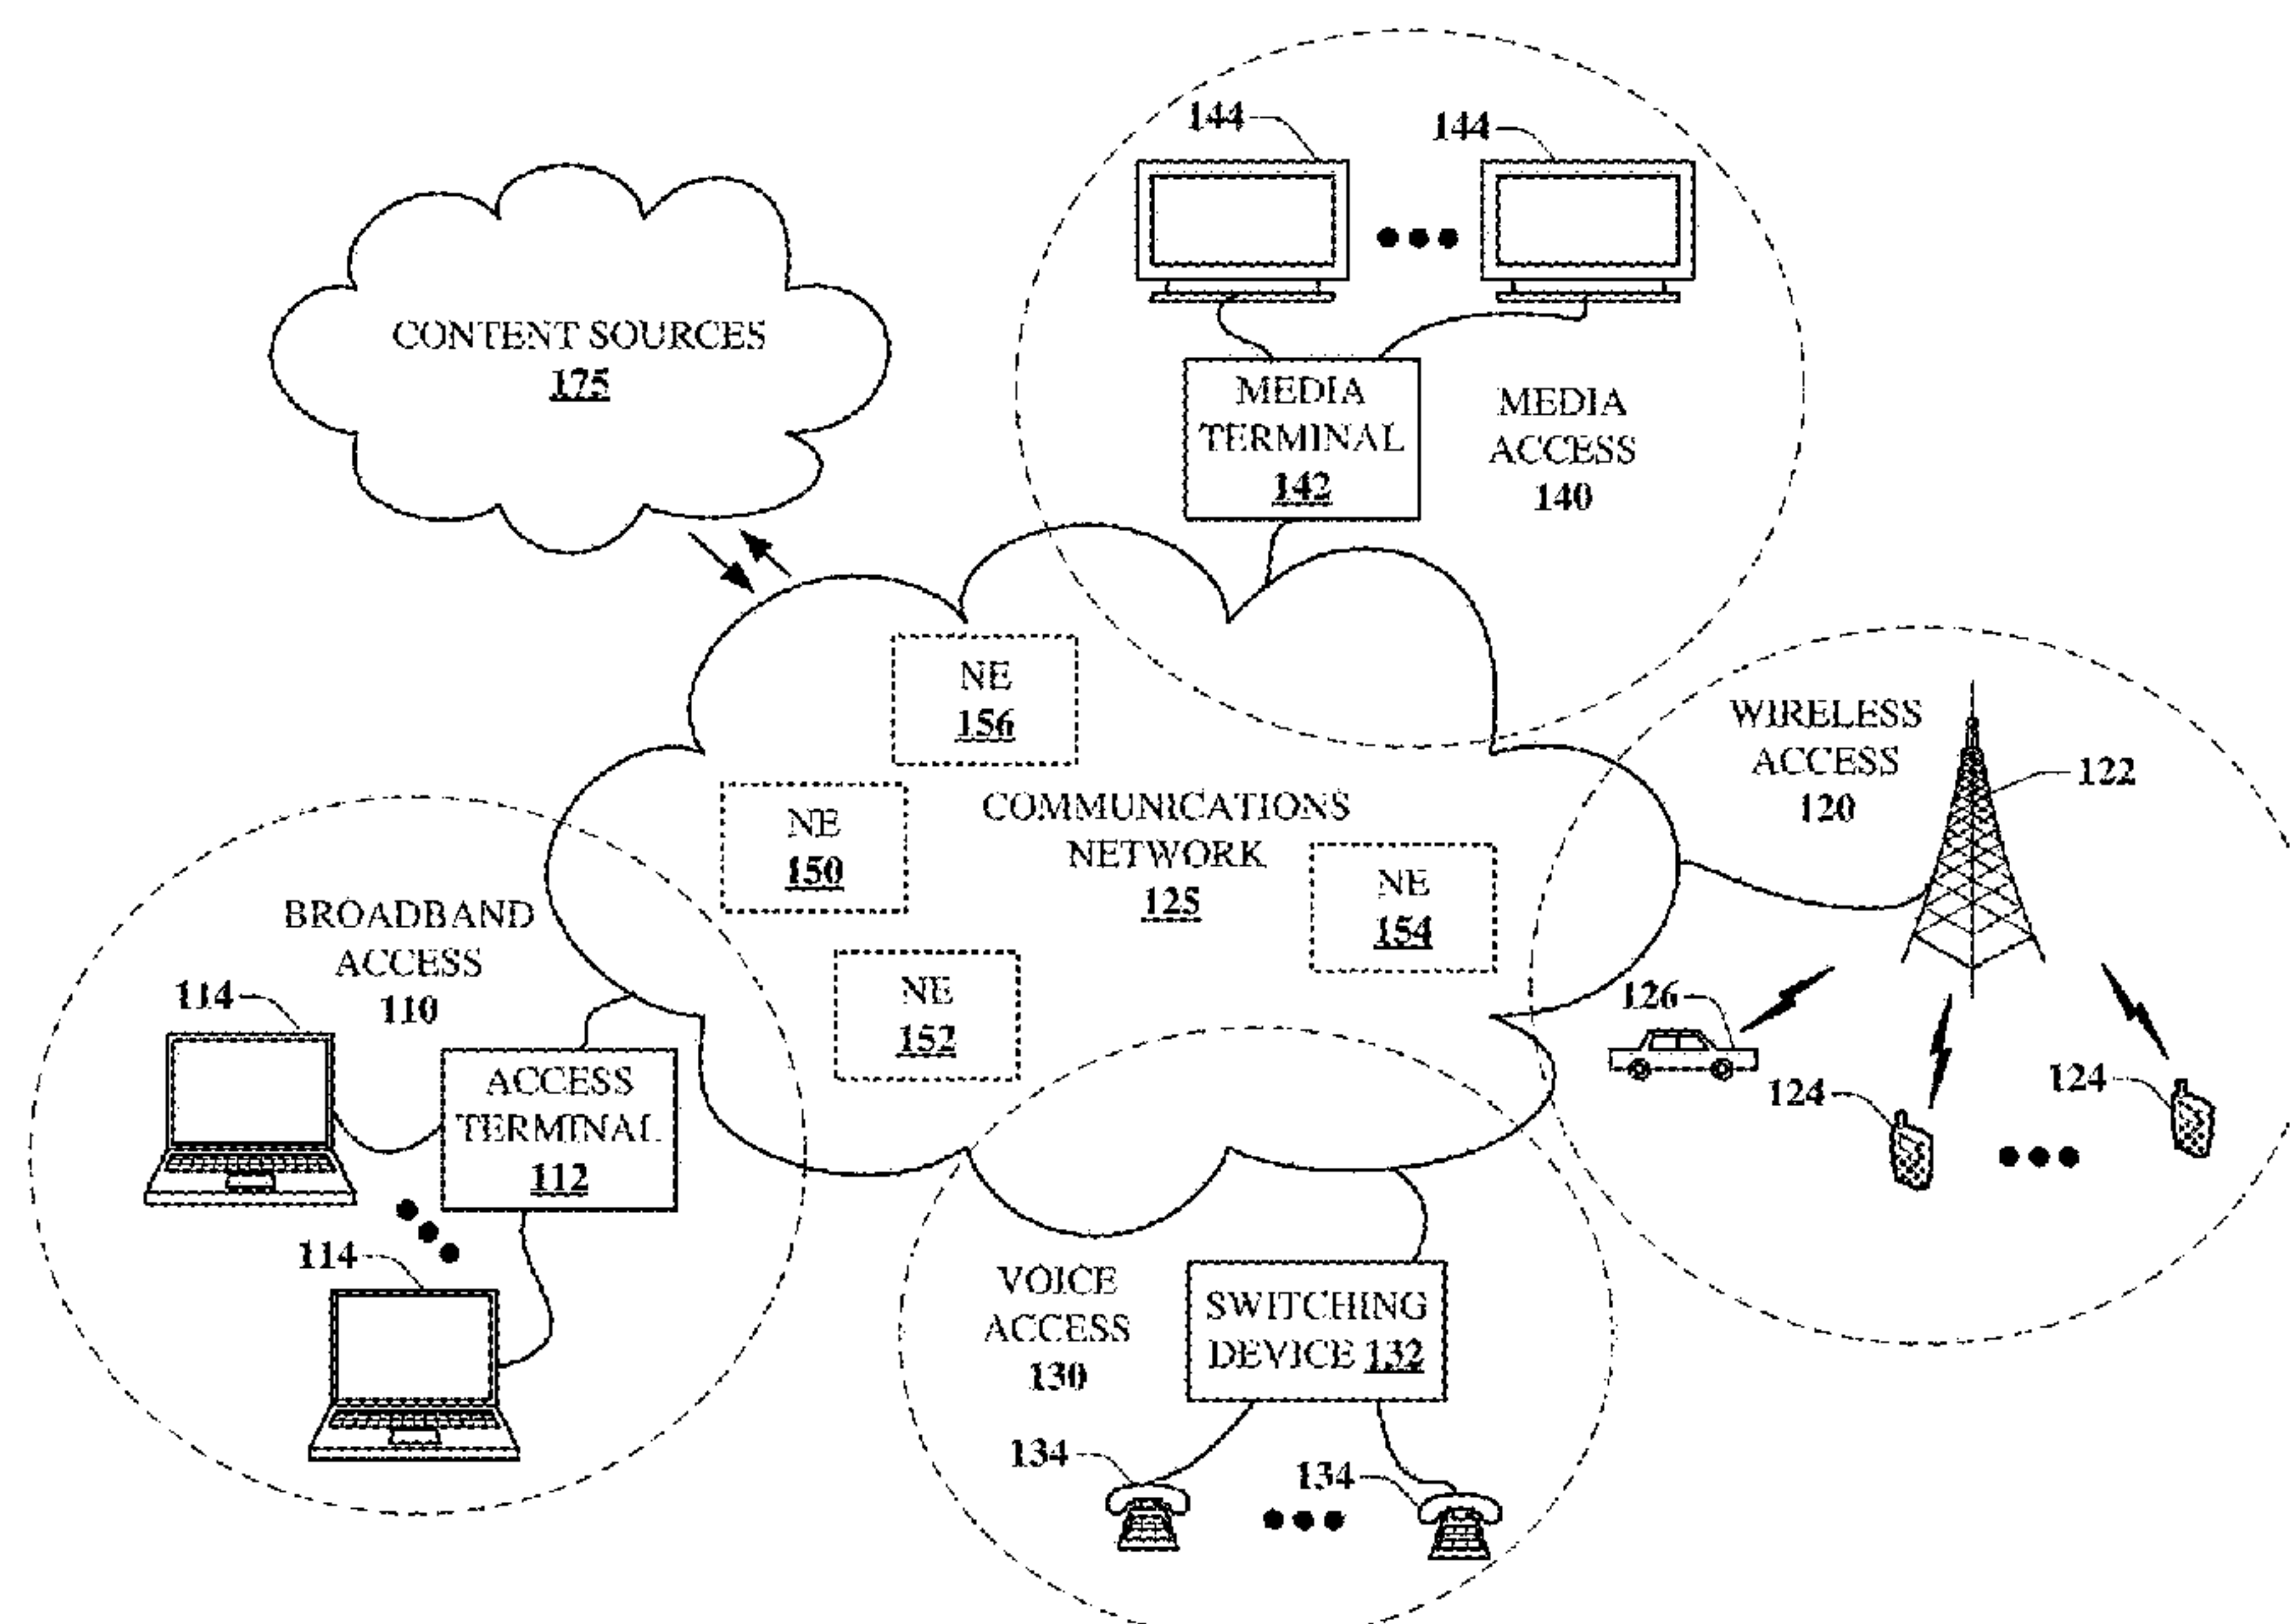 144
144
CONTENT SOURCES
175
MEDIA
TERMINAL
142
MEDIA
ACCESS
140
NE
156
WIRELESS
ACCESS
120
122
NE
150
COMMUNICATIONS
NETWORK
125
NE
154
BROADBAND
ACCESS
110
114
NE
152
126
124
124
ACCESS
TERMINAL
112
114
VOICE
ACCESS
130
SWITCHING
DEVICE 132
134
134